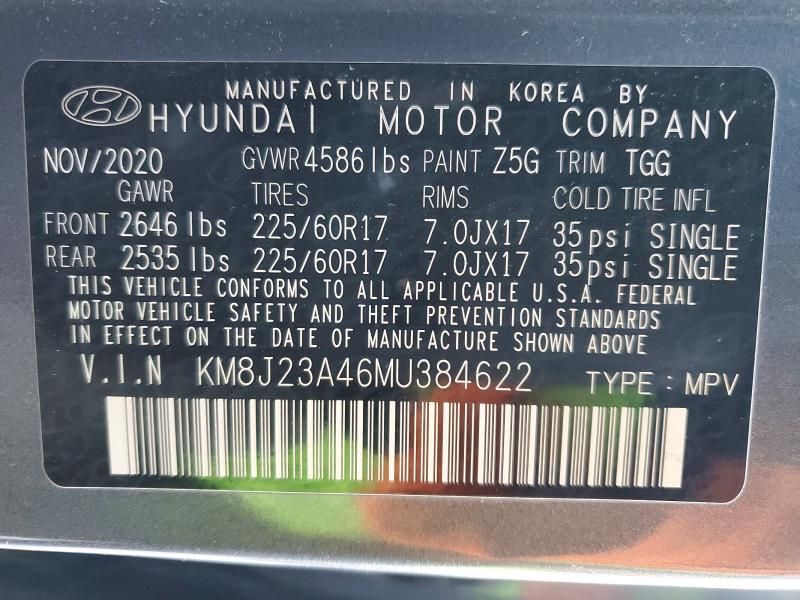 MANUFACTURED IN KOREA BY
HYUNDAI MOTOR COMPANY
NOV/2020 GVWR 4586 lbs PAINT Z5G TRIM TGG
GAWR TIRES RIMS COLD TIRE INFL
FRONT 2646 lbs 225/60R17 7.0JX17 35psi SINGLE
REAR 2535 lbs 225/60R17 7.0JX17 35psi SINGLE
THIS VEHICLE CONFORMS TO ALL APPLICABLE U.S.A. FEDERAL
MOTOR VEHICLE SAFETY AND THEFT PREVENTION STANDARDS
IN EFFECT ON THE DATE OF MANUFACTURE SHOWN ABOVE
V.I.N KM8J23A46MU384622 TYPE : MPV